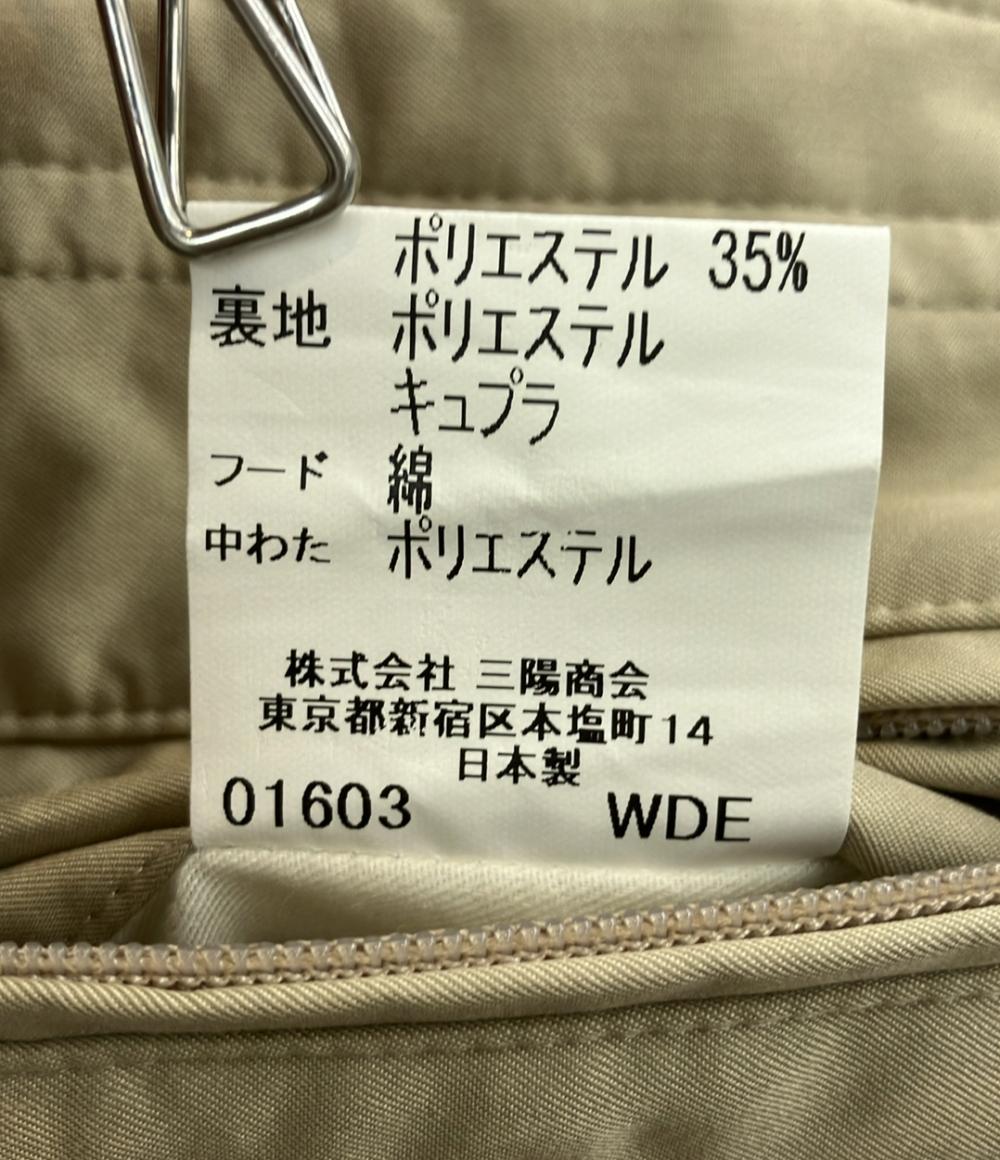 ポリエステル 35%
裏地 ポリエステル
キュプラ
フード 綿
中わた ポリエステル
株式会社 三陽商会
東京都新宿区本塩町14
日本製
01603 WDE